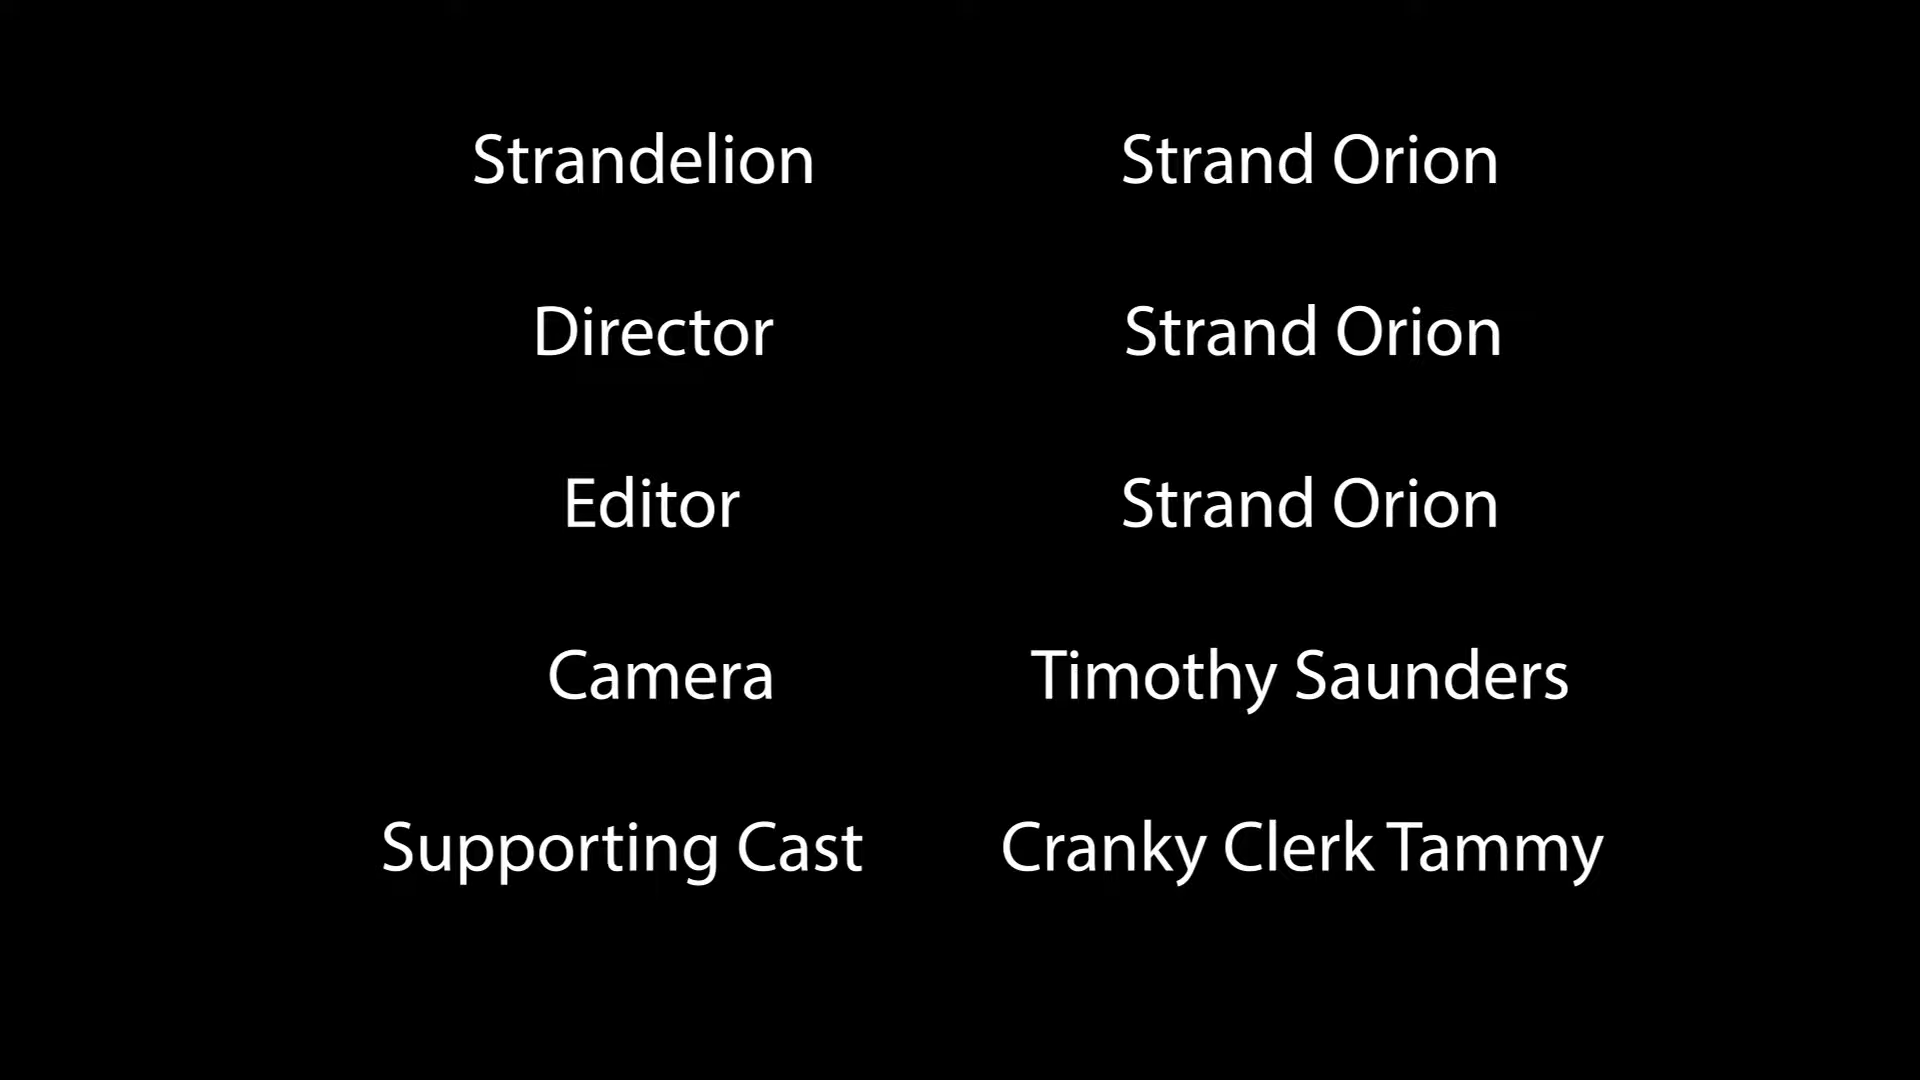 Strandelion Strand Orion
Director Strand Orion
Editor Strand Orion
Camera Timothy Saunders
Supporting Cast Cranky Clerk Tammy